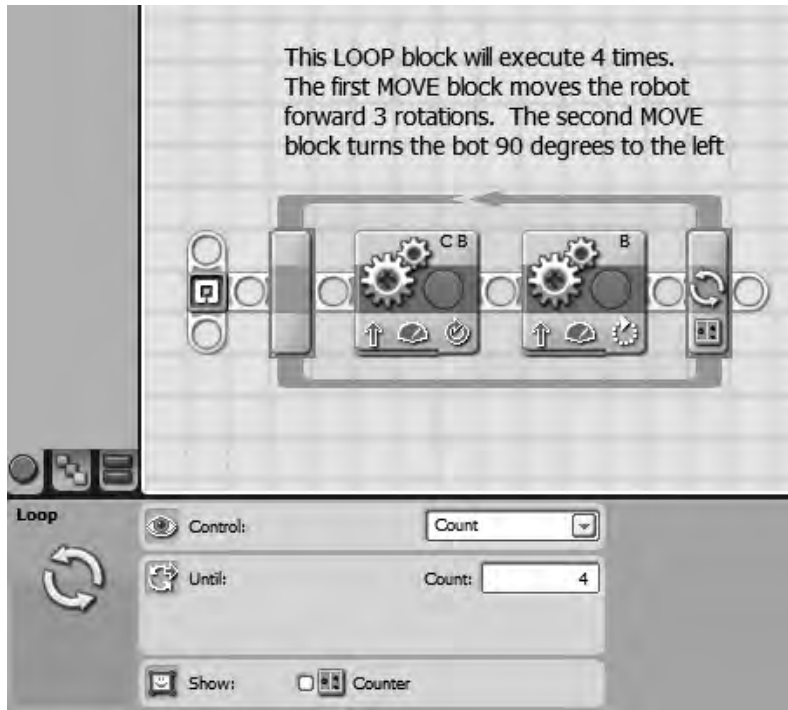 This LOOP block will execute 4 times.
The first MOVE block moves the robot
forward 3 rotations.  The second MOVE
block turns the bot 90 degrees to the left
C B
B
Loop
Control:
Count
Until:
Count:
4
Show:
Counter